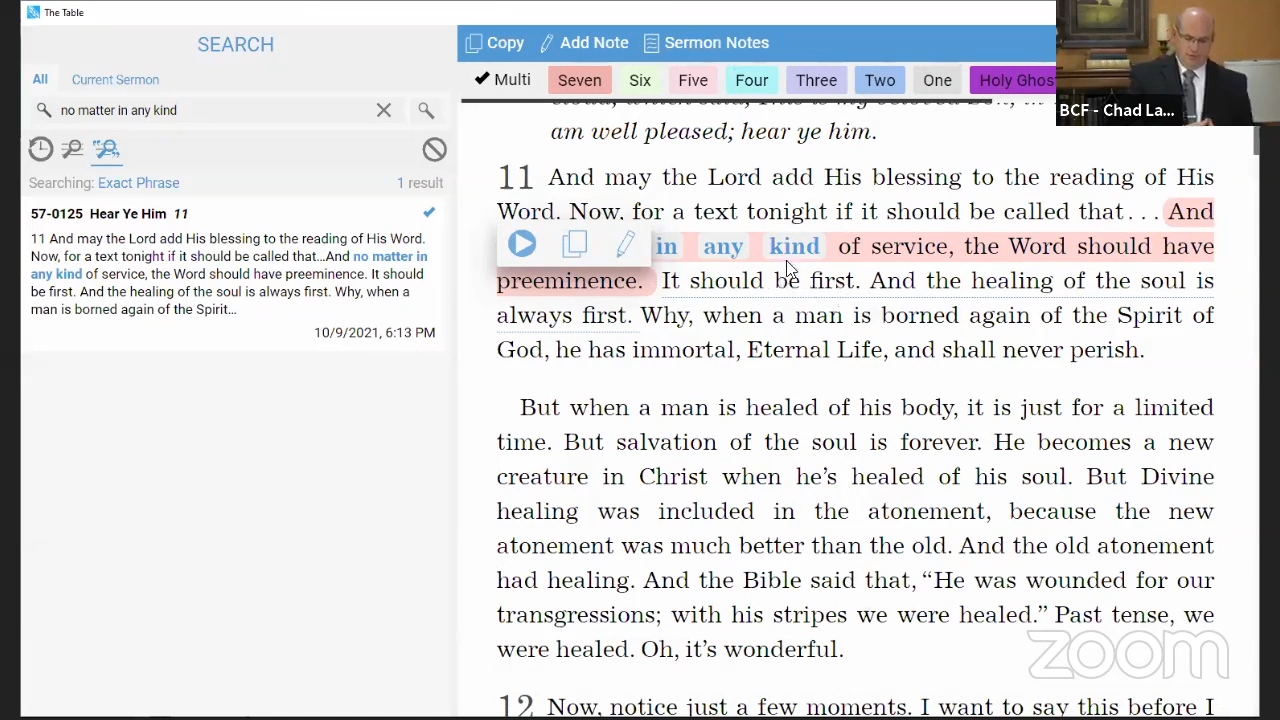 The Table
SEARCH
All
Current Sermon
no matter in any kind
Searching: Exact Phrase
1 result
57-0125 Hear Ye Him 11
11 And may the Lord add His blessing to the reading of His Word.
Now, for a text tonight if it should be called that...And no matter in
any kind of service, the Word should have preeminence. It should
be first. And the healing of the soul is always first. Why, when a
man is borned again of the Spirit...
10/9/2021, 6:13 PM
Copy
Add Note
Sermon Notes
Multi
Seven
Six
Five
Four
Three
Two
One
Holy Ghos
BCF - Chad La...
am well pleased; hear ye him.
11 And may the Lord add His blessing to the reading of His
Word. Now, for a text tonight if it should be called that... And
in any kind of service, the Word should have
preeminence. It should be first. And the healing of the soul is
always first. Why, when a man is borned again of the Spirit of
God, he has immortal, Eternal Life, and shall never perish.
But when a man is healed of his body, it is just for a limited
time. But salvation of the soul is forever. He becomes a new
creature in Christ when he’s healed of his soul. But Divine
healing was included in the atonement, because the new
atonement was much better than the old. And the old atonement
had healing. And the Bible said that, “He was wounded for our
transgressions; with his stripes we were healed.” Past tense, we
were healed. Oh, it’s wonderful.
12 Now, notice just a few moments. I want to say this before I
zoom